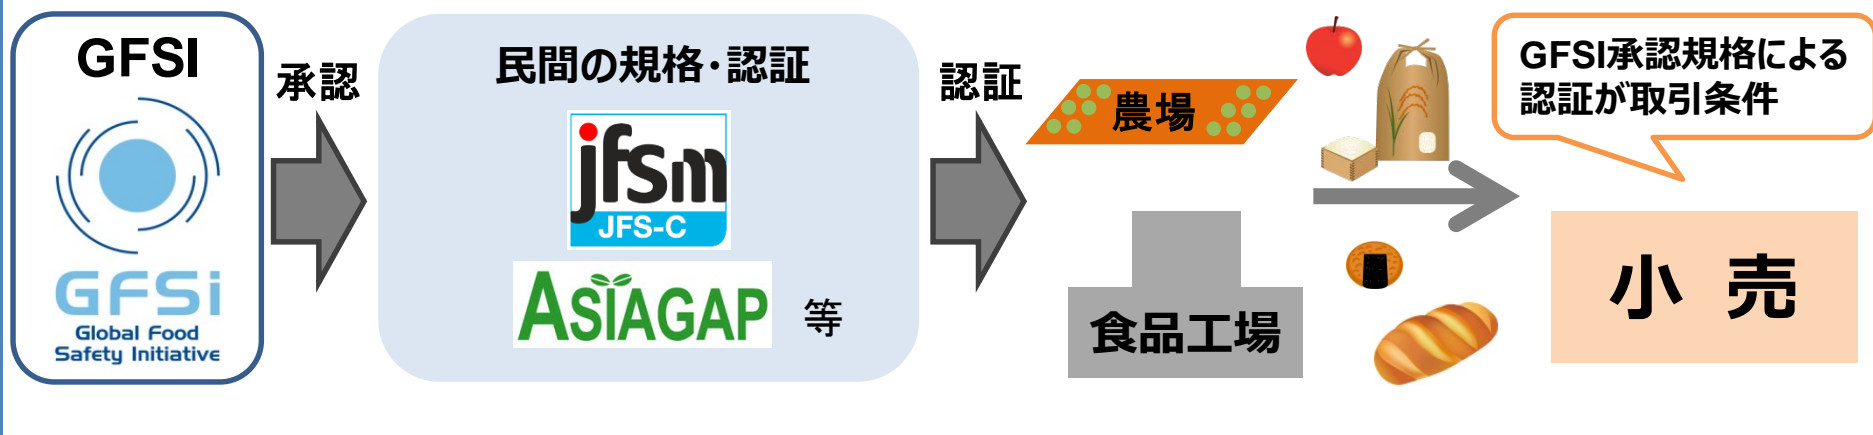 GFSI
GFSi
Global Food
Safety Initiative
承認
民間の規格・認証
jfsm
JFS-C
ASIAGAP
等
認証
農場
食品工場
GFSI承認規格による
認証が取引条件
小 売